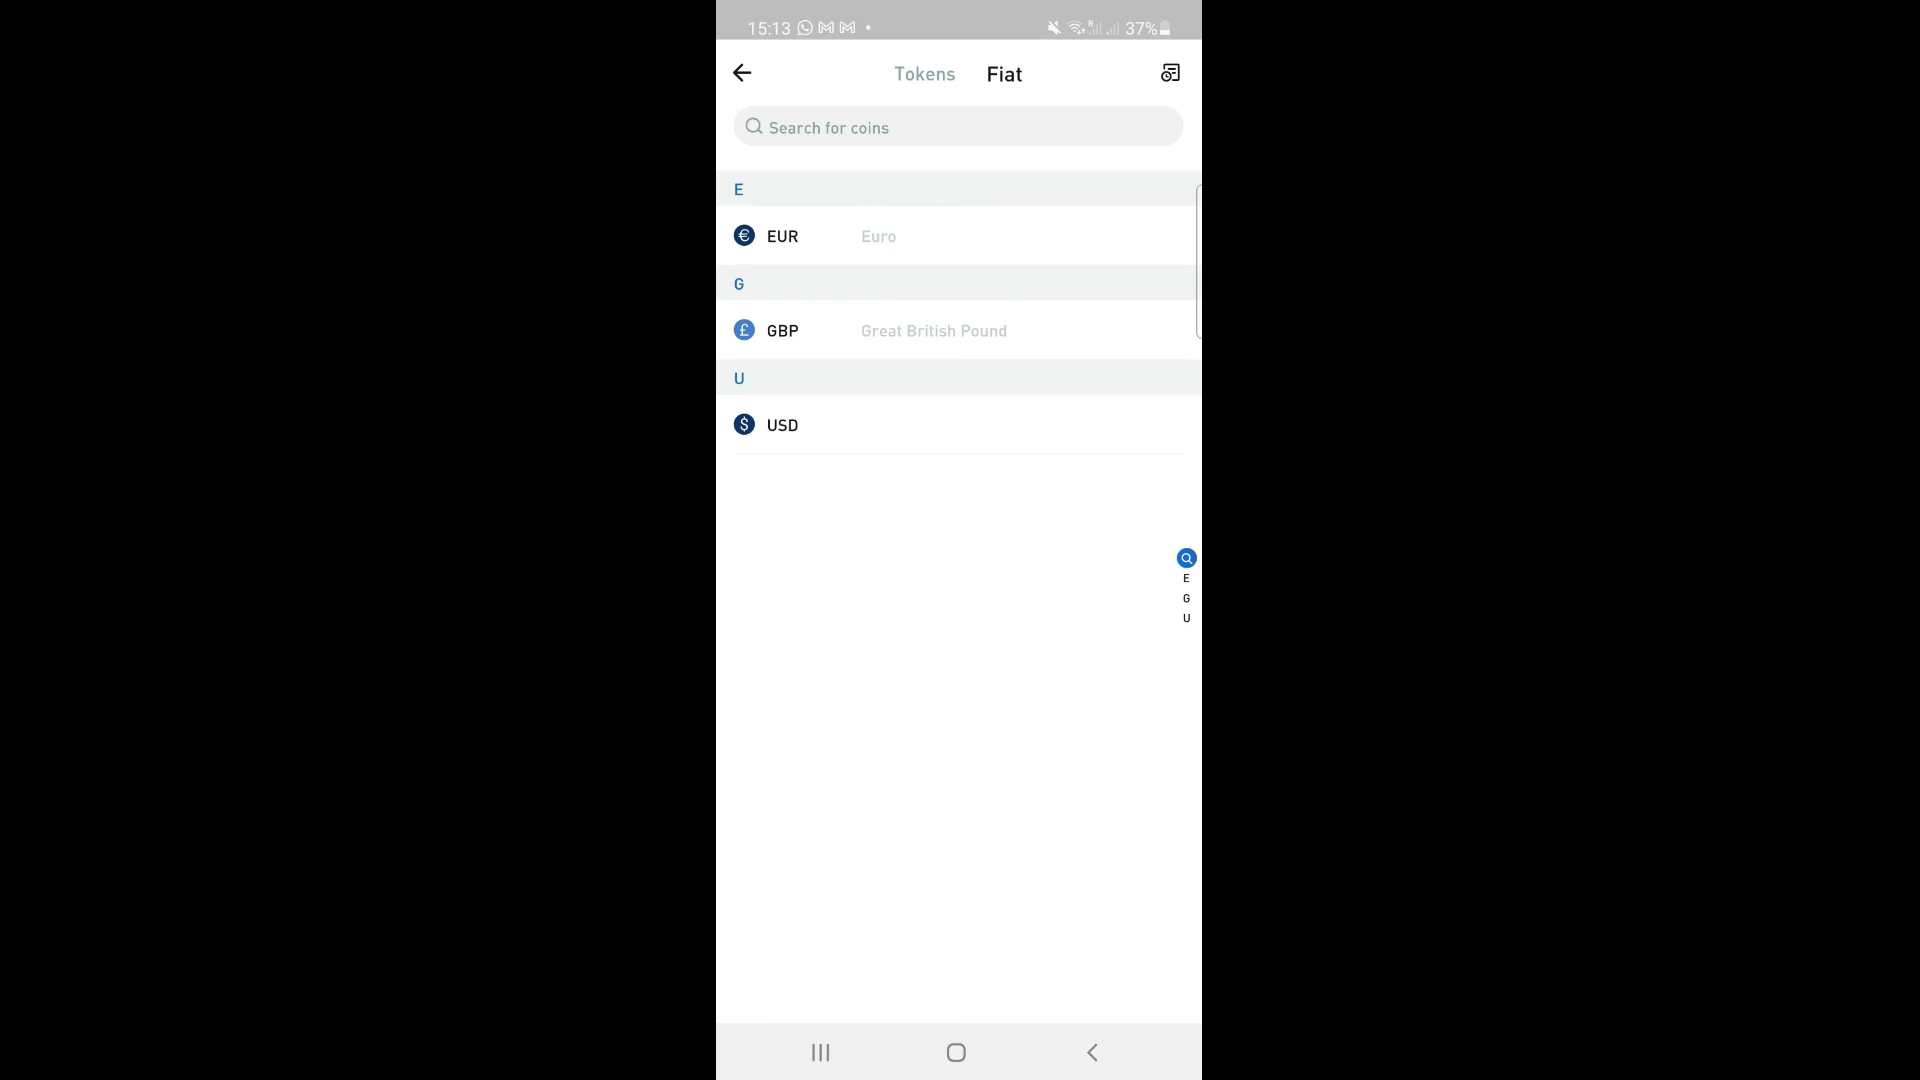 15:13 37%
Tokens Fiat
Search for coins
E
€ EUR Euro
G
£ GBP Great British Pound
U
$ USD
E
G
U